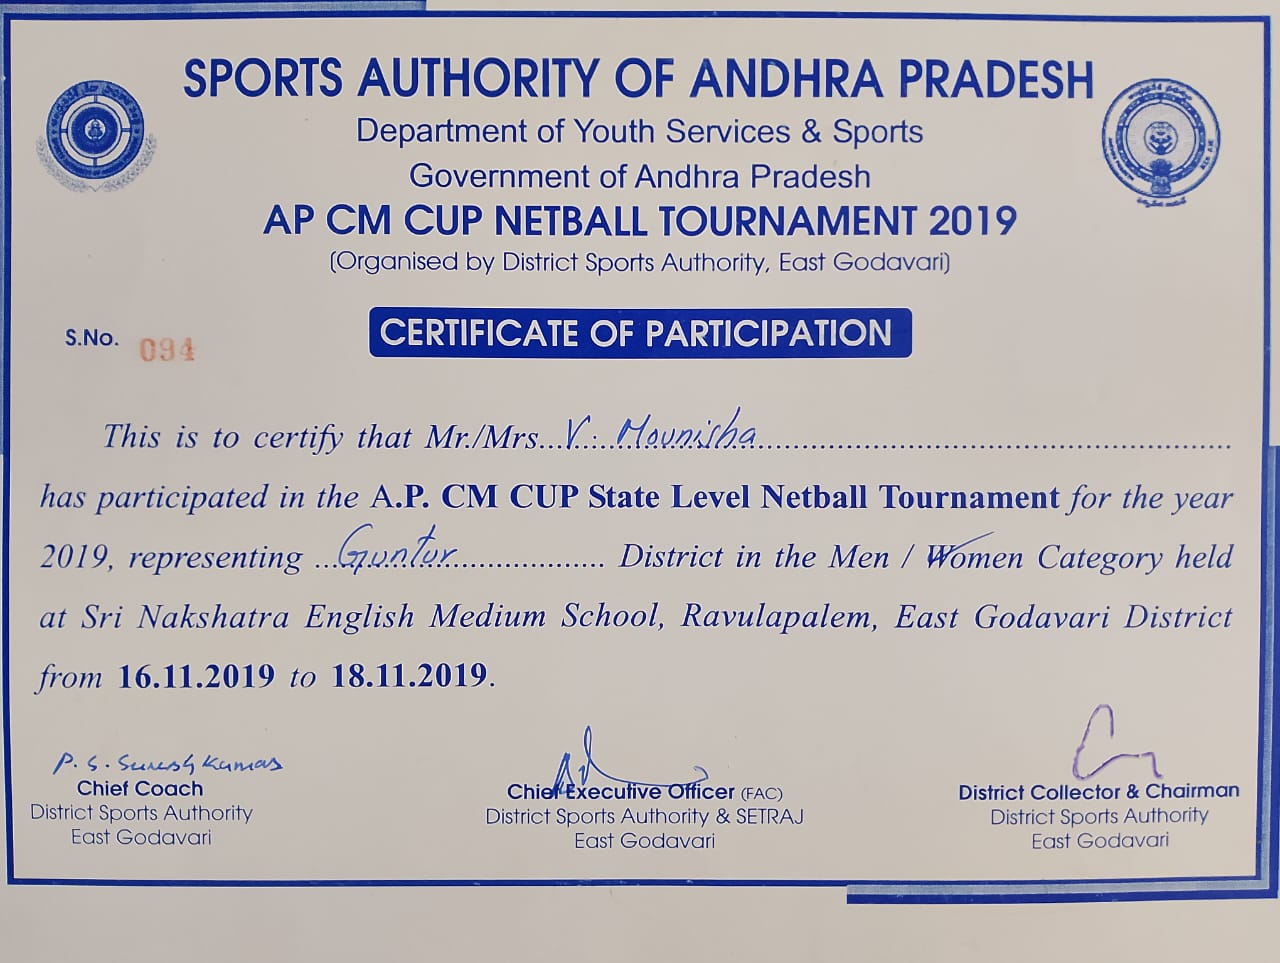 SPORTS AUTHORITY OF ANDHRA PRADESH
Department of Youth Services & Sports
Government of Andhra Pradesh
AP CM CUP NETBALL TOURNAMENT 2019
(Organised by District Sports Authority, East Godavari)
S.No. 094
CERTIFICATE OF PARTICIPATION
This is to certify that Mr./Mrs...V. Mounisha
has participated in the A.P. CM CUP State Level Netball Tournament for the year
2019, representing ...Guntur... District in the Men / Women Category held
at Sri Nakshatra English Medium School, Ravulapalem, East Godavari District
from 16.11.2019 to 18.11.2019.
P. S. Suresh Kumar
Chief Coach
District Sports Authority
East Godavari
Chief Executive Officer (FAC)
District Sports Authority & SETRAJ
East Godavari
District Collector & Chairman
District Sports Authority
East Godavari